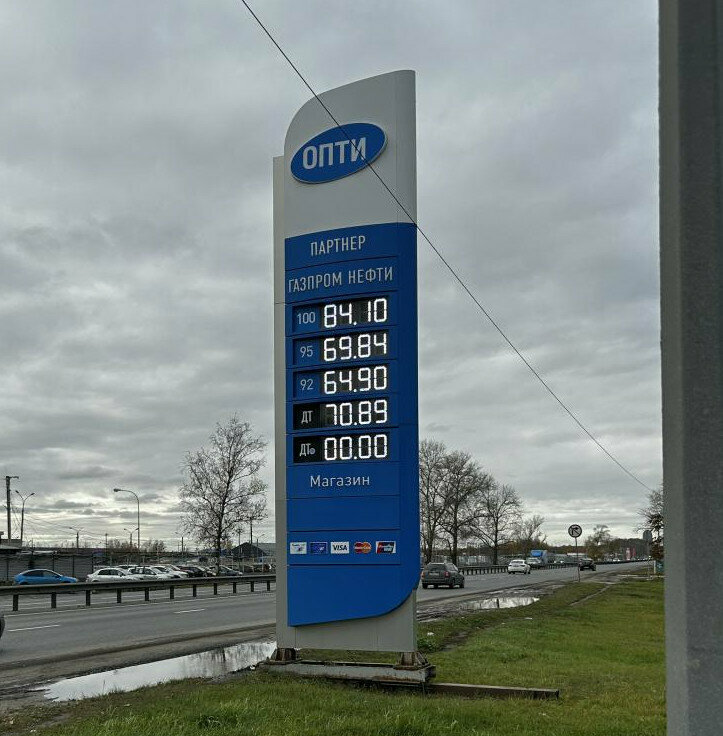 ОПТИ
ПАРТНЕР
ГАЗПРОМ НЕФТИ
100 84.10
95 69.84
92 64.90
ДТ 70.89
ДТ 00.00
Магазин
VISA